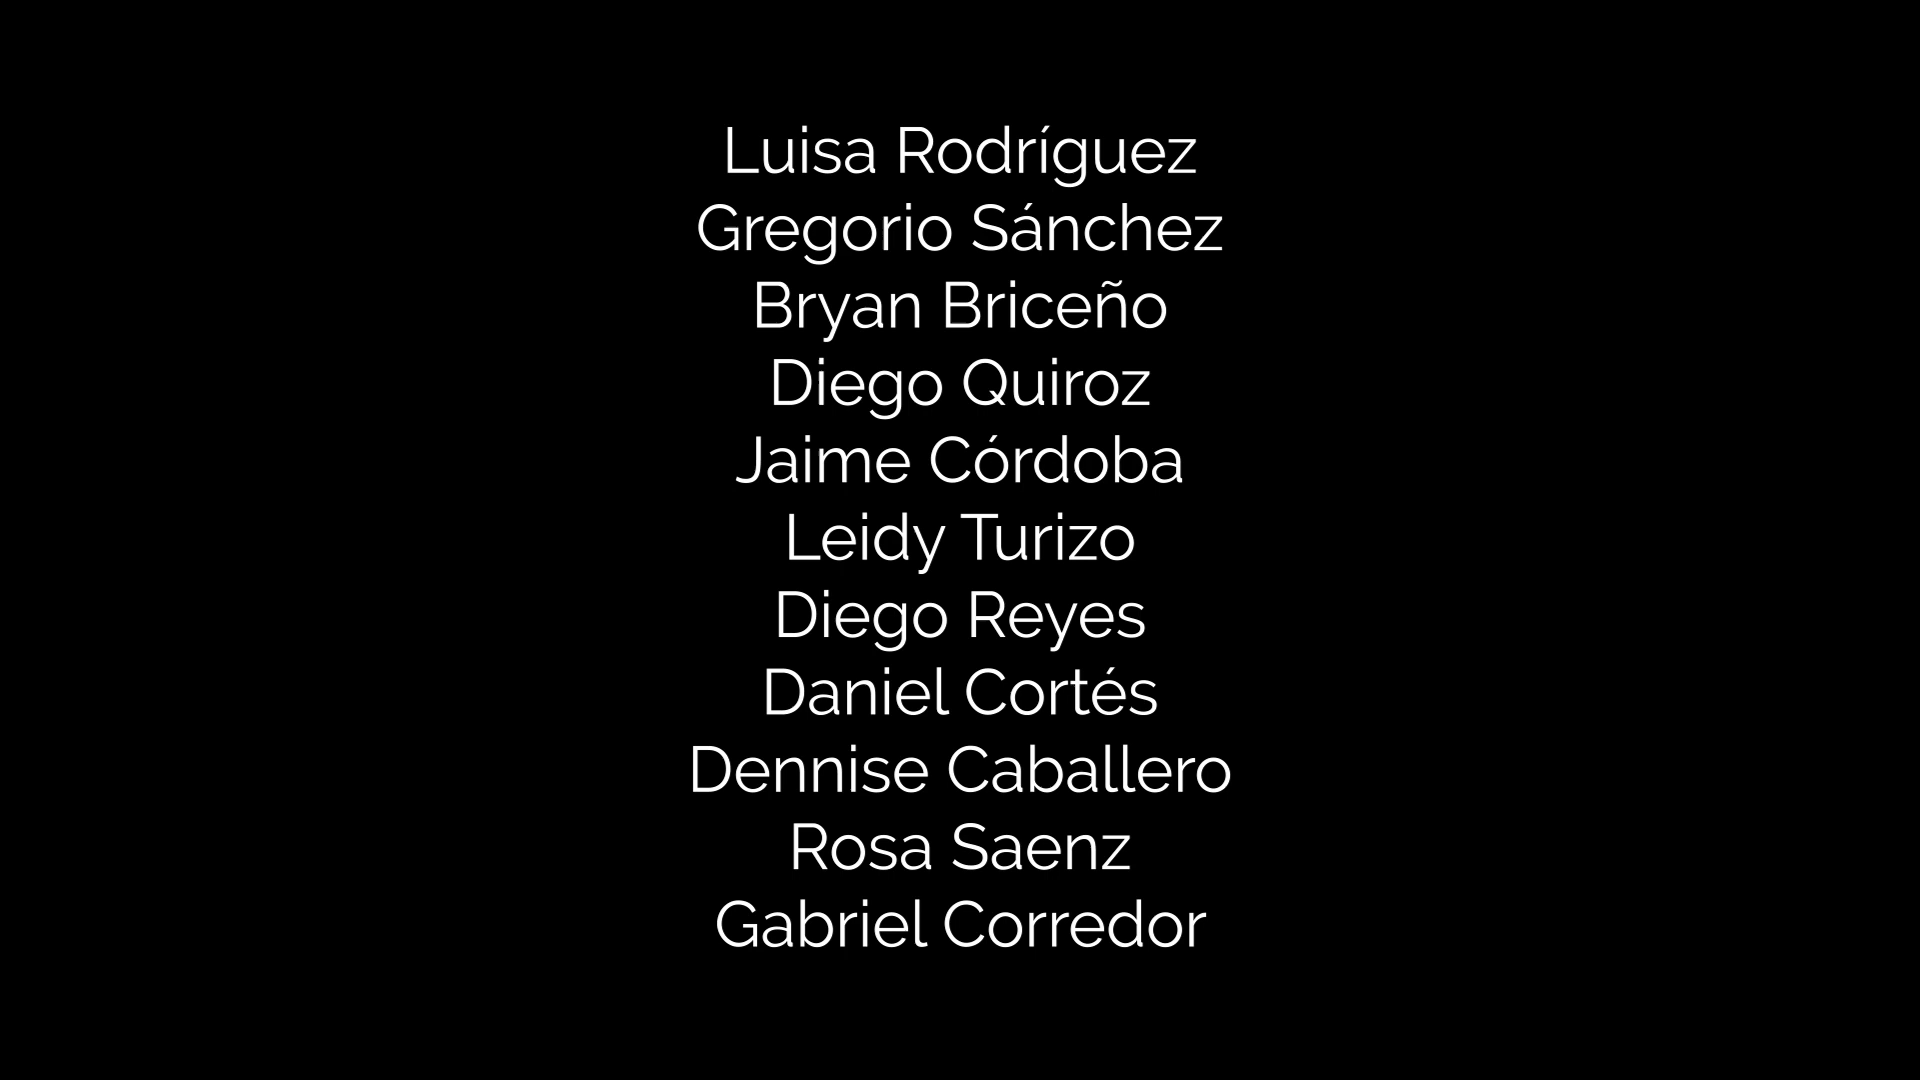 Luisa Rodríguez
Gregorio Sánchez
Bryan Briceño
Diego Quiroz
Jaime Córdoba
Leidy Turizo
Diego Reyes
Daniel Cortés
Dennise Caballero
Rosa Saenz
Gabriel Corredor